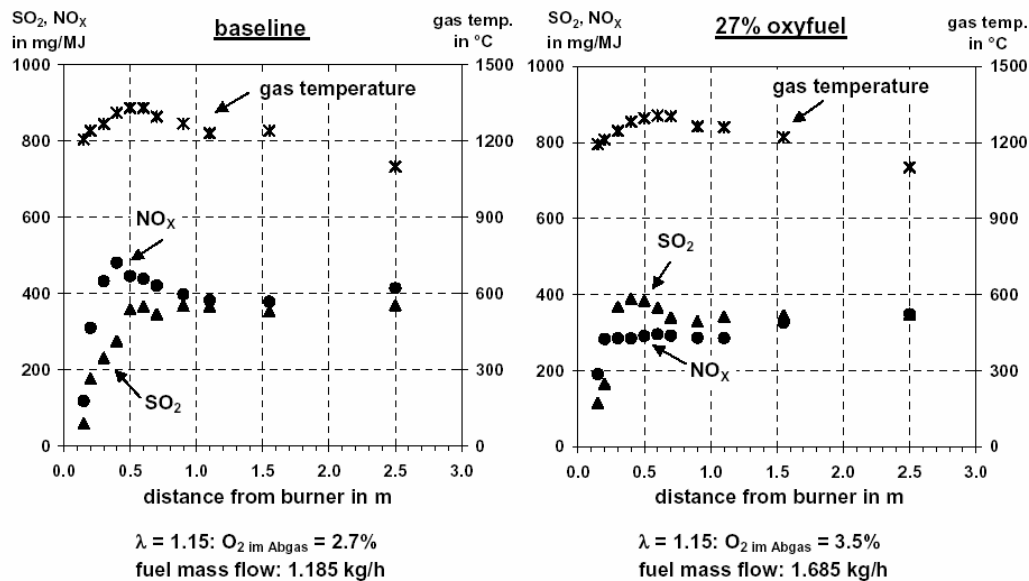 SO₂, NOₓ
in mg/MJ
baseline
gas temp.
in °C
1000
800
600
400
200
0
1500
1200
900
600
300
0
gas temperature
NOₓ
SO₂
0.0 0.5 1.0 1.5 2.0 2.5 3.0
distance from burner in m
λ = 1.15: O₂ im Abgas = 2.7%
fuel mass flow: 1.185 kg/h
SO₂, NOₓ
in mg/MJ
27% oxyfuel
gas temp.
in °C
1000
800
600
400
200
0
1500
1200
900
600
300
0
gas temperature
SO₂
NOₓ
0.0 0.5 1.0 1.5 2.0 2.5 3.0
distance from burner in m
λ = 1.15: O₂ im Abgas = 3.5%
fuel mass flow: 1.685 kg/h